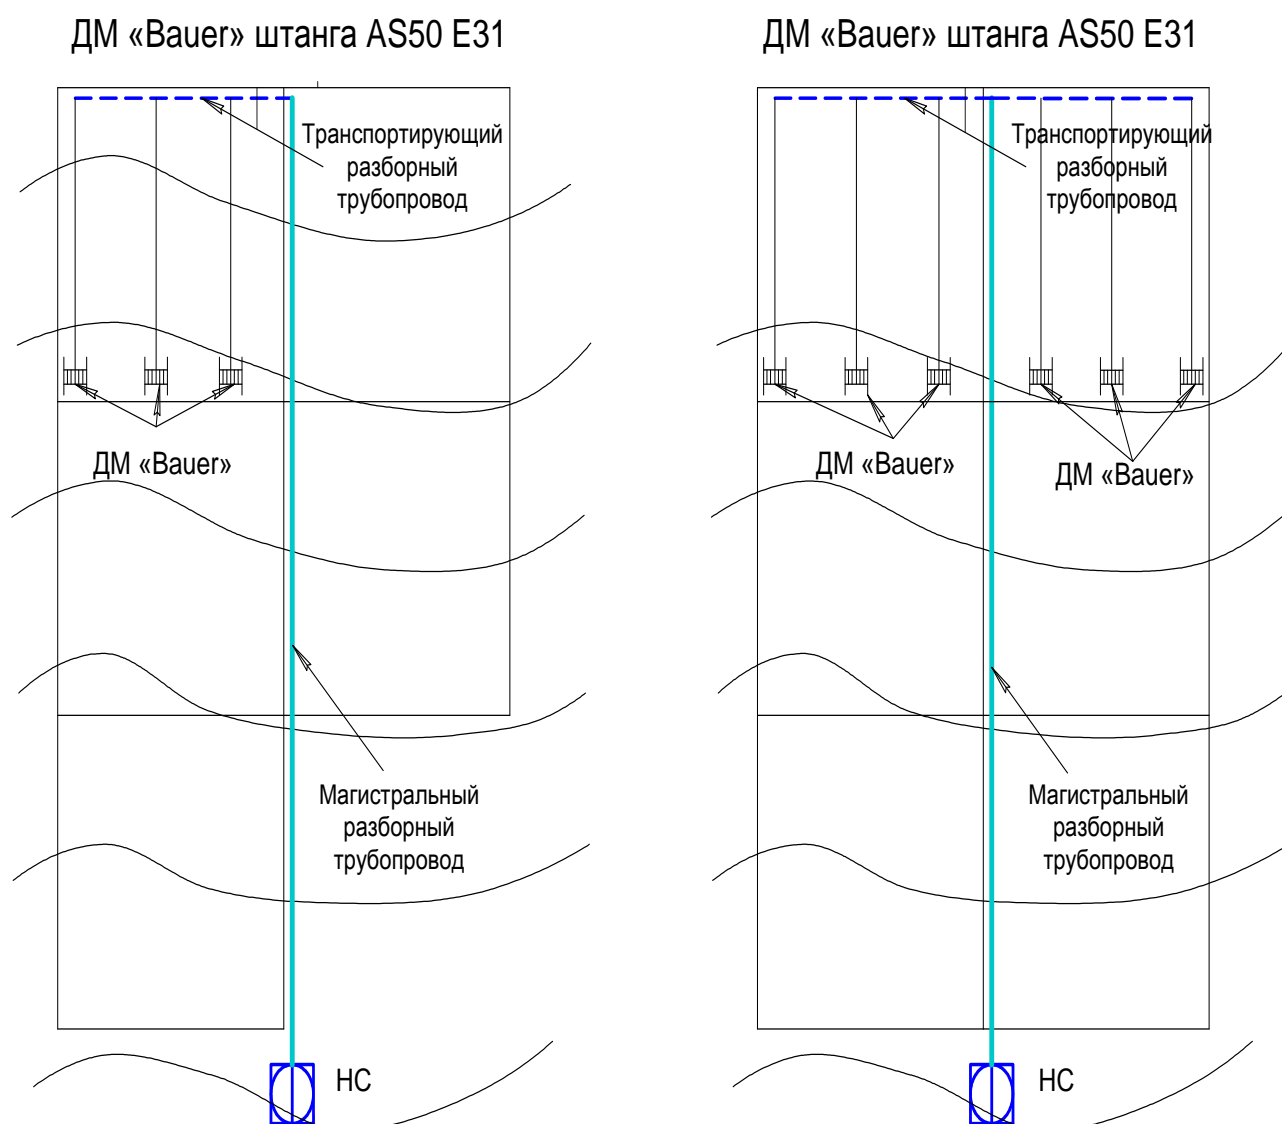 ДМ «Bauer» штанга AS50 E31
Транспортирующий
разборный
трубопровод
ДМ «Bauer»
Магистральный
разборный
трубопровод
НС
ДМ «Bauer» штанга AS50 E31
Транспортирующий
разборный
трубопровод
ДМ «Bauer»
ДМ «Bauer»
Магистральный
разборный
трубопровод
НС